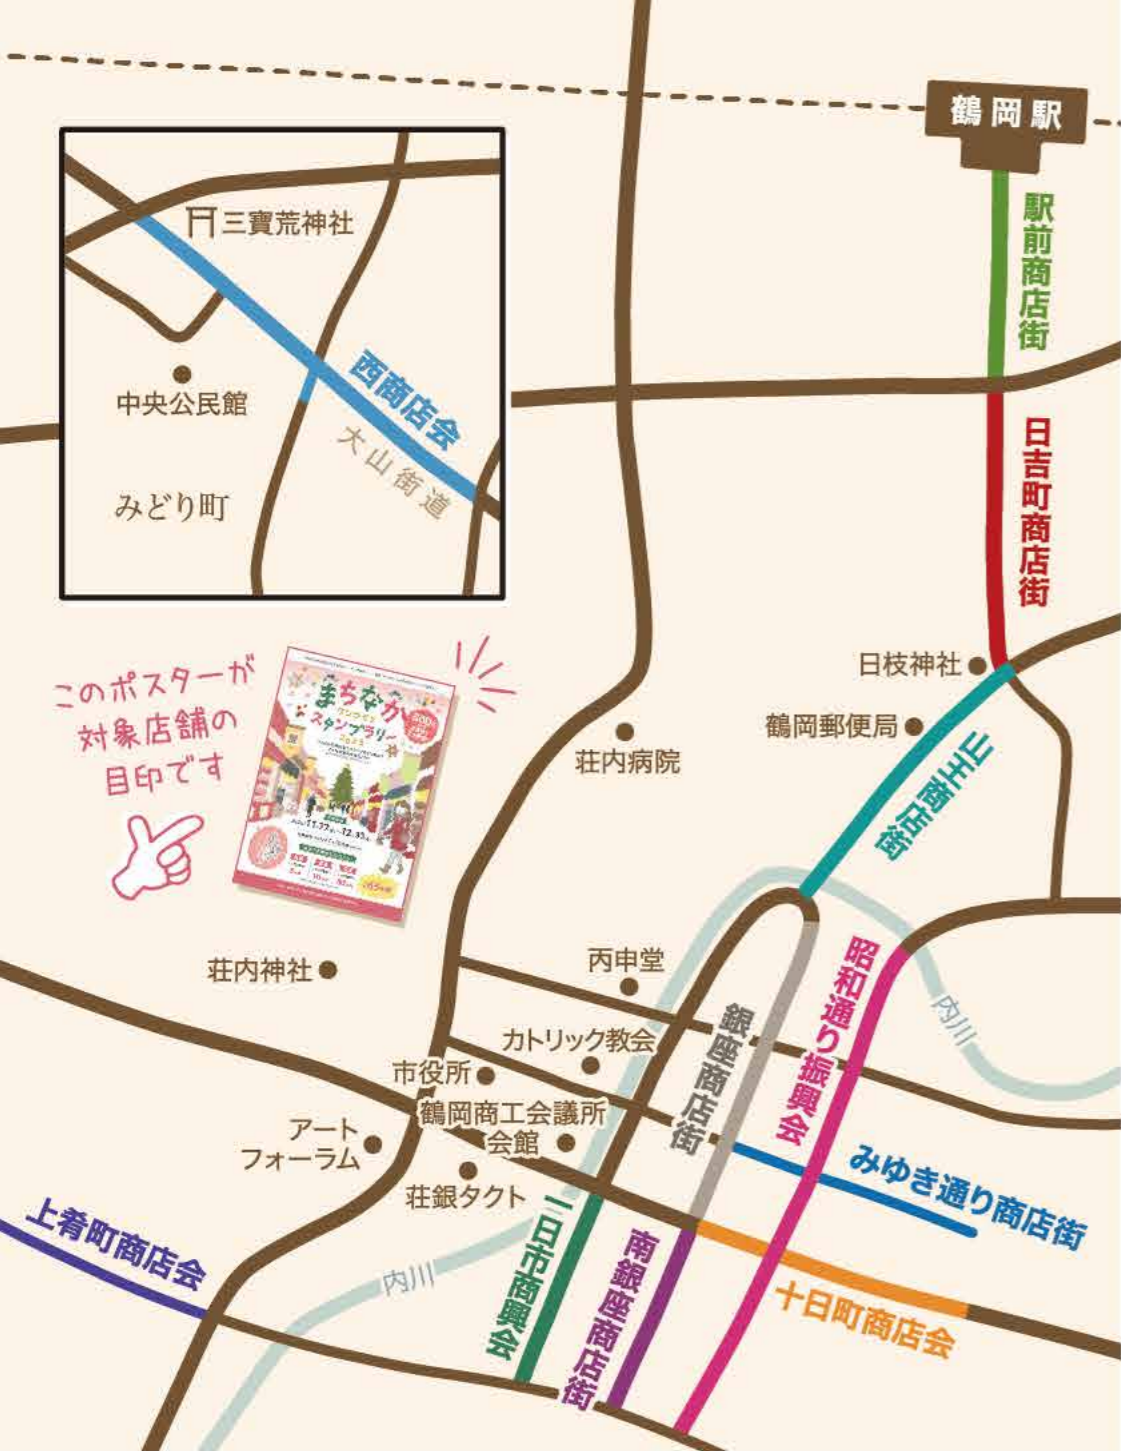 鶴岡駅
駅前商店街
三寶荒神社
中央公民館
西商店会
大山街道
みどり町
日吉町商店街
このポスターが
対象店舗の
目印です
まちなか
スタンプラリー
日枝神社
鶴岡郵便局
荘内病院
山王商店街
荘内神社
丙申堂
昭和通り振興会
内川
銀座商店街
カトリック教会
市役所
鶴岡商工会議所
会館
アート
フォーラム
荘銀タクト
みゆき通り商店街
上肴町商店会
内川
三日市商興会
南銀座商店街
十日町商店会